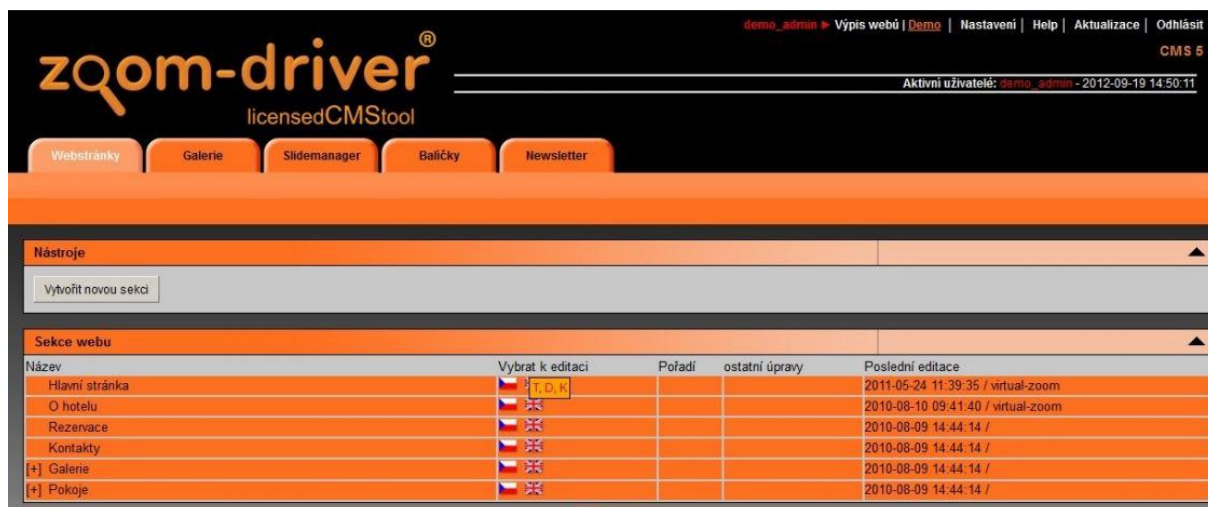 demo_admin ► Výpis webů | Demo | Nastavení | Help | Aktualizace | Odhlásit
CMS 5
zoom-driver®
licensedCMStool
Aktivní uživatelé: demo_admin - 2012-09-19 14:50:11
Webstránky Galerie Slidemanager Balíčky Newsletter
Nástroje
Vytvořit novou sekci
Sekce webu
Název Vybrat k editaci Pořadí ostatní úpravy Poslední editace
Hlavní stránka T, D, K 2011-05-24 11:39:35 / virtual-zoom
O hotelu 2010-08-10 09:41:40 / virtual-zoom
Rezervace 2010-08-09 14:44:14 /
Kontakty 2010-08-09 14:44:14 /
[+] Galerie 2010-08-09 14:44:14 /
[+] Pokoje 2010-08-09 14:44:14 /